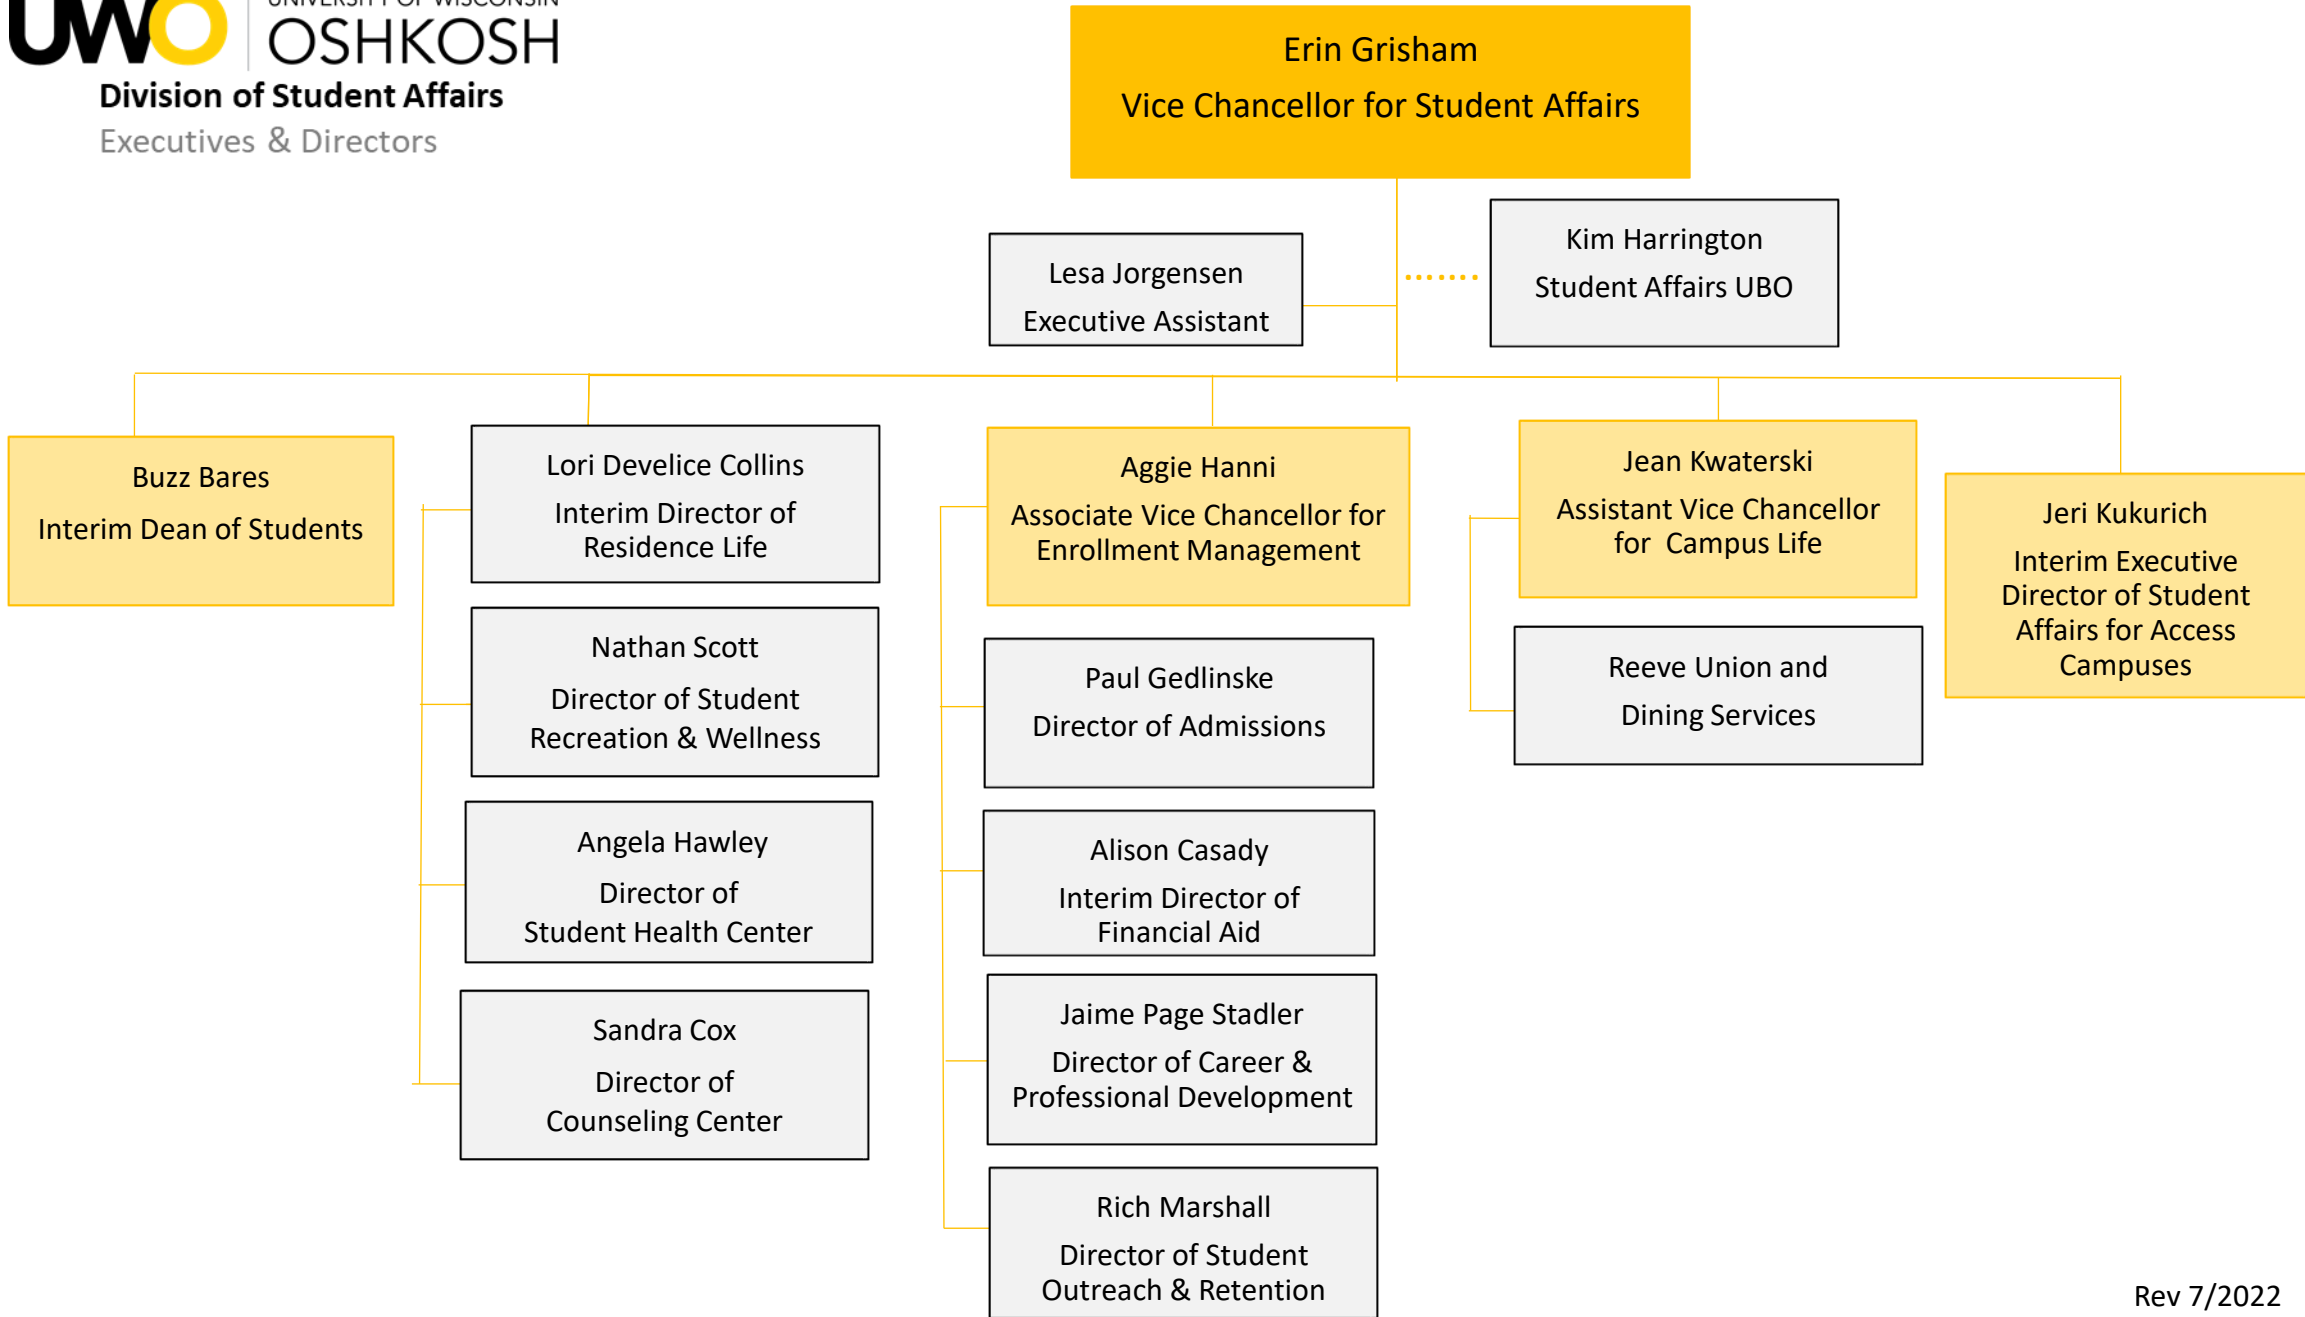 UWO
UNIVERSITY OF WISCONSIN
OSHKOSH
Division of Student Affairs
Executives & Directors
Erin Grisham
Vice Chancellor for Student Affairs
Lesa Jorgensen
Executive Assistant
Kim Harrington
Student Affairs UBO
Buzz Bares
Interim Dean of Students
Lori Develice Collins
Interim Director of
Residence Life
Nathan Scott
Director of Student
Recreation & Wellness
Angela Hawley
Director of
Student Health Center
Sandra Cox
Director of
Counseling Center
Aggie Hanni
Associate Vice Chancellor for
Enrollment Management
Paul Gedlinske
Director of Admissions
Alison Casady
Interim Director of
Financial Aid
Jaime Page Stadler
Director of Career &
Professional Development
Rich Marshall
Director of Student
Outreach & Retention
Jean Kwaterski
Assistant Vice Chancellor
for  Campus Life
Reeve Union and
Dining Services
Jeri Kukurich
Interim Executive
Director of Student
Affairs for Access
Campuses
Rev 7/2022